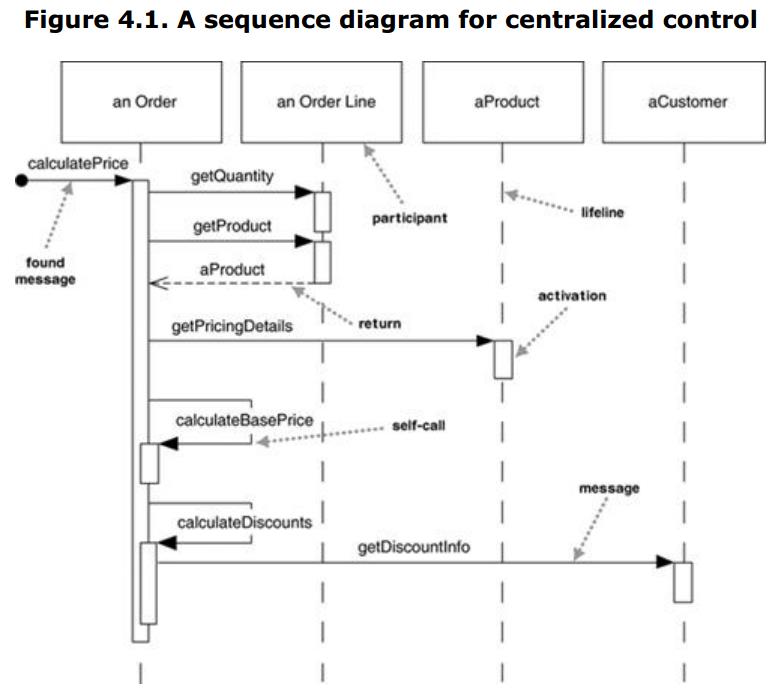 Figure 4.1. A sequence diagram for centralized control
an Order
an Order Line
aProduct
aCustomer
calculatePrice
getQuantity
participant
lifeline
getProduct
found
message
aProduct
activation
return
getPricingDetails
calculateBasePrice
self-call
message
calculateDiscounts
getDiscountInfo